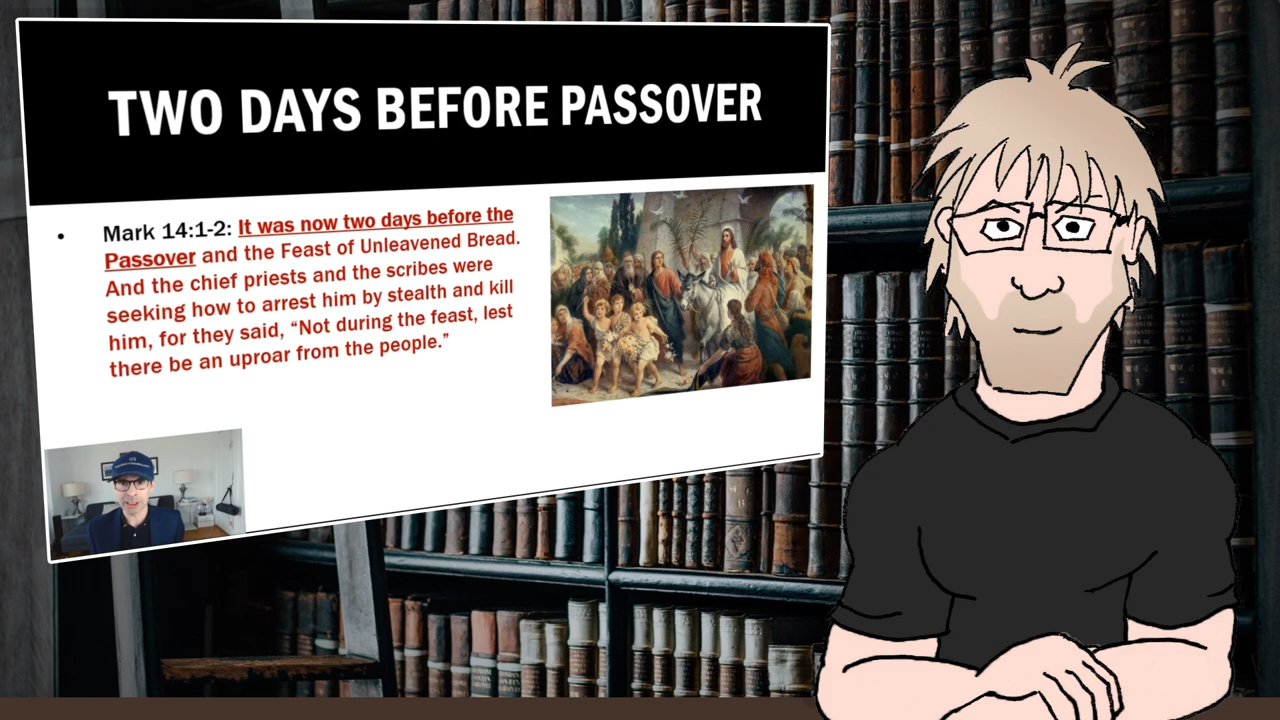 TWO DAYS BEFORE PASSOVER
• Mark 14:1-2: It was now two days before the
Passover and the Feast of Unleavened Bread.
And the chief priests and the scribes were
seeking how to arrest him by stealth and kill
him, for they said, “Not during the feast, lest
there be an uproar from the people.”